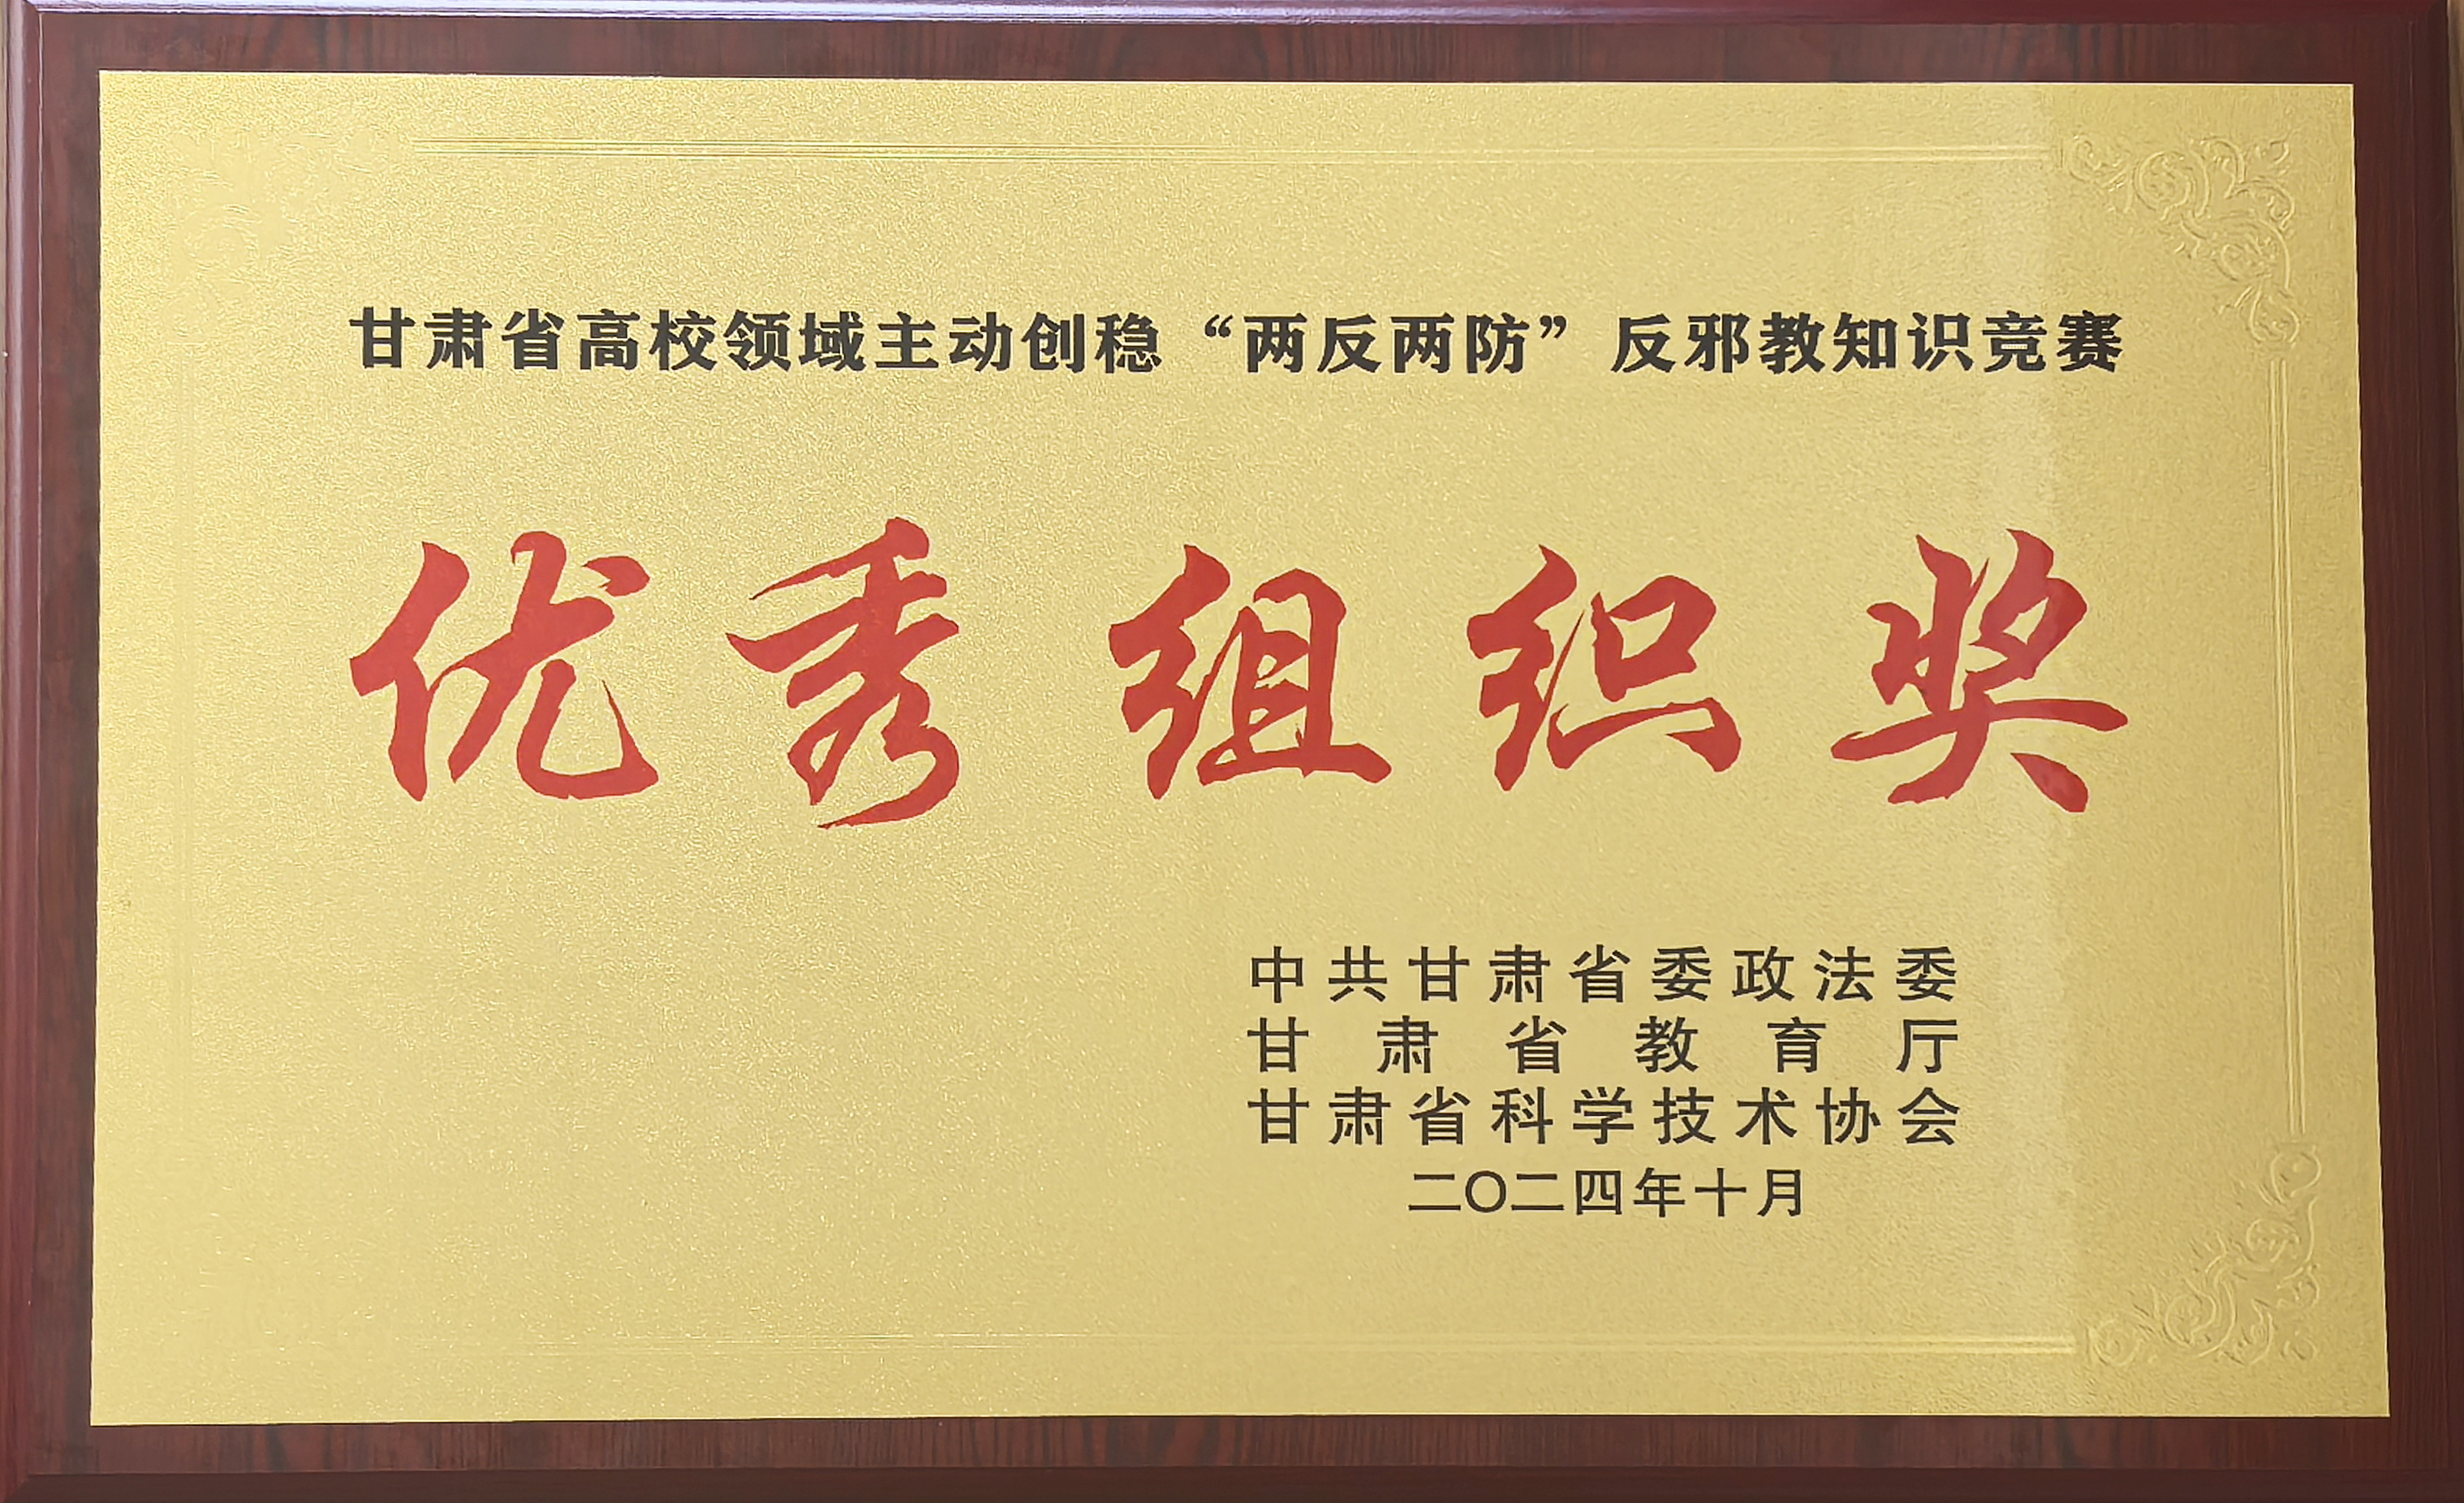 甘肃省高校领域主动创稳“两反两防”反邪教知识竞赛
优秀组织奖
中共甘肃省委政法委
甘肃省教育厅
甘肃省科学技术协会
二〇二四年十月